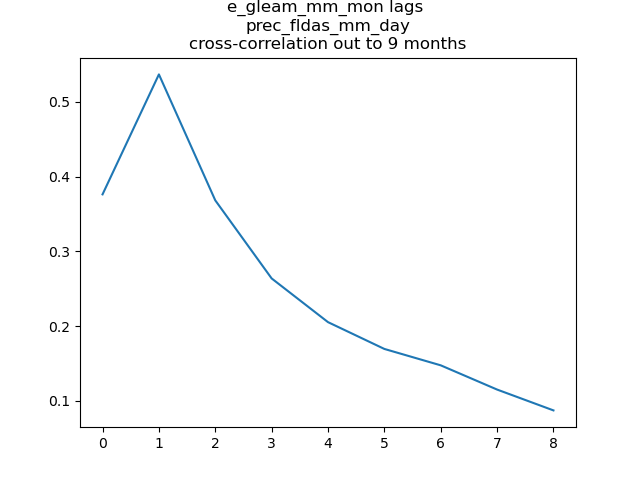 e_gleam_mm_mon lags
prec_fldas_mm_day
cross-correlation out to 9 months
0.5
0.4
0.3
0.2
0.1
0 1 2 3 4 5 6 7 8